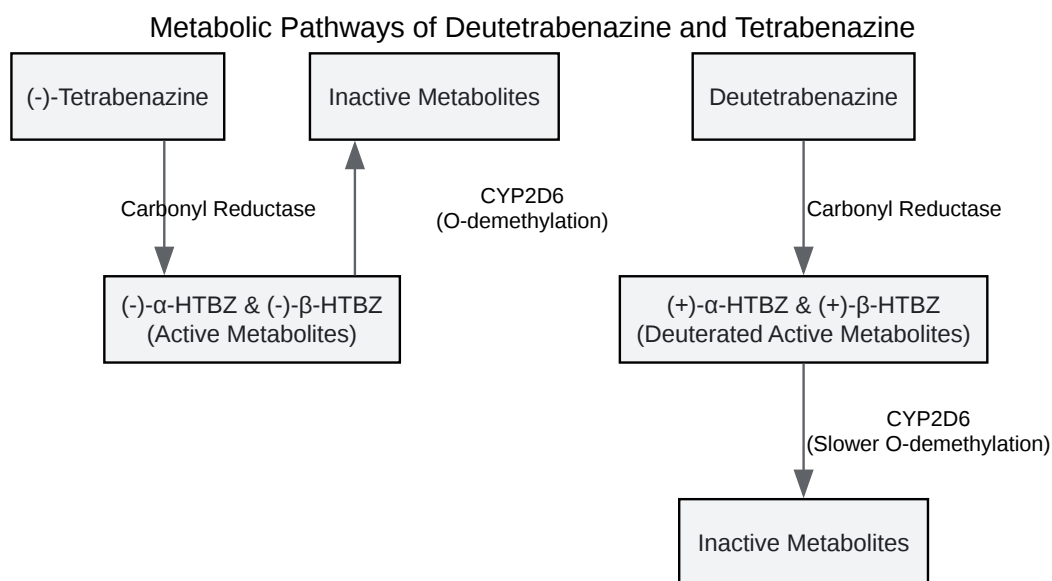 Metabolic Pathways of Deutetrabenazine and Tetrabenazine
(-)-Tetrabenazine
Inactive Metabolites
Deutetrabenazine
Carbonyl Reductase
CYP2D6
(O-demethylation)
Carbonyl Reductase
(-)-α-HTBZ & (-)-β-HTBZ
(Active Metabolites)
(+)-α-HTBZ & (+)-β-HTBZ
(Deuterated Active Metabolites)
CYP2D6
(Slower O-demethylation)
Inactive Metabolites